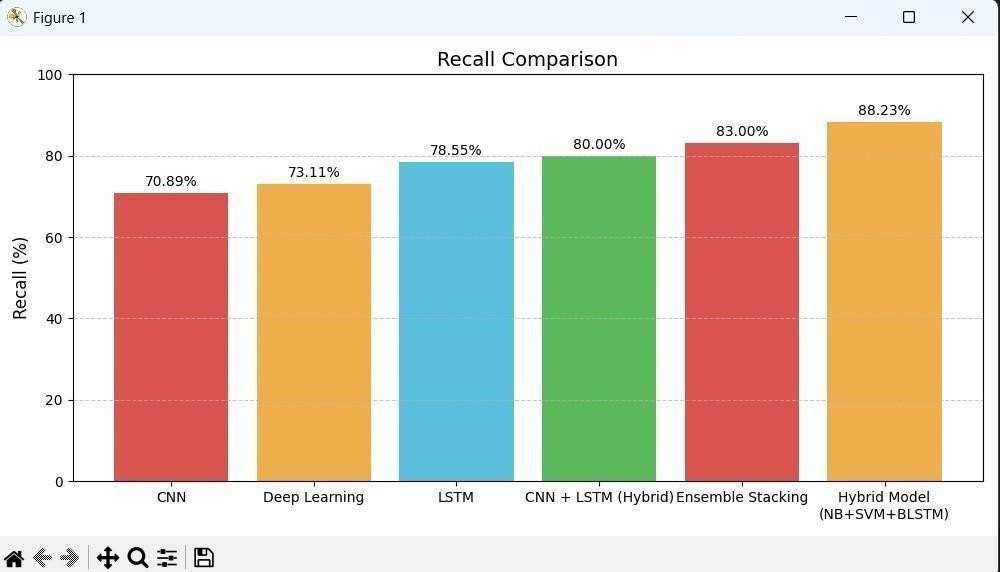 Figure 1
Recall Comparison
100
80
60
40
20
0
Recall (%)
70.89%
73.11%
78.55%
80.00%
83.00%
88.23%
CNN
Deep Learning
LSTM
CNN + LSTM (Hybrid)
Ensemble Stacking
Hybrid Model
(NB+SVM+BLSTM)